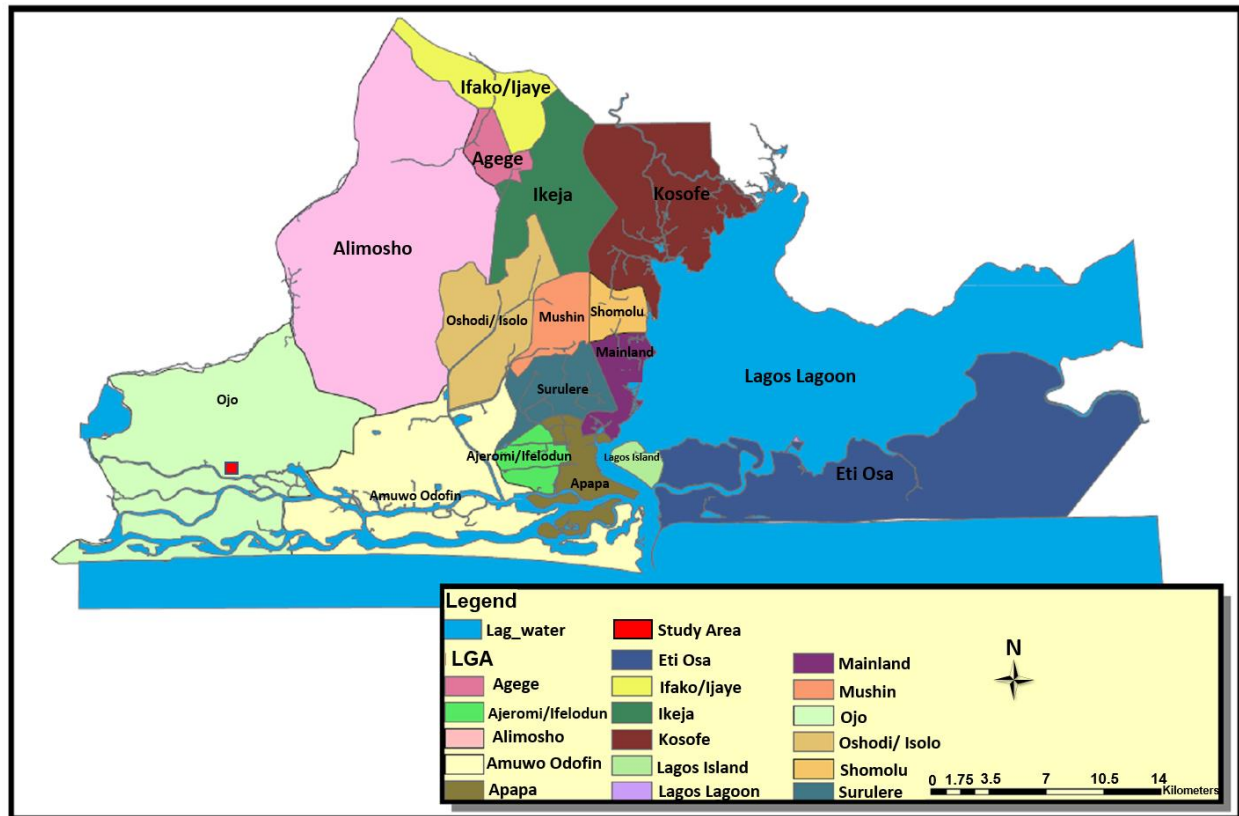 Ifako/Ijaye
Agege
Ikeja
Kosofe
Alimosho
Oshodi/ Isolo
Mushin
Shomolu
Mainland
Lagos Lagoon
Surulere
Ojo
Ajeromi/Ifelodun
Lagos Island
Eti Osa
Apapa
Amuwo Odofin
Legend
Lag_water
Study Area
LGA
Agege
Ajeromi/Ifelodun
Alimosho
Amuwo Odofin
Apapa
Eti Osa
Ifako/Ijaye
Ikeja
Kosofe
Lagos Island
Lagos Lagoon
Mainland
Mushin
Ojo
Oshodi/ Isolo
Shomolu
Surulere
N
0 1.75 3.5 7 10.5 14
Kilometers